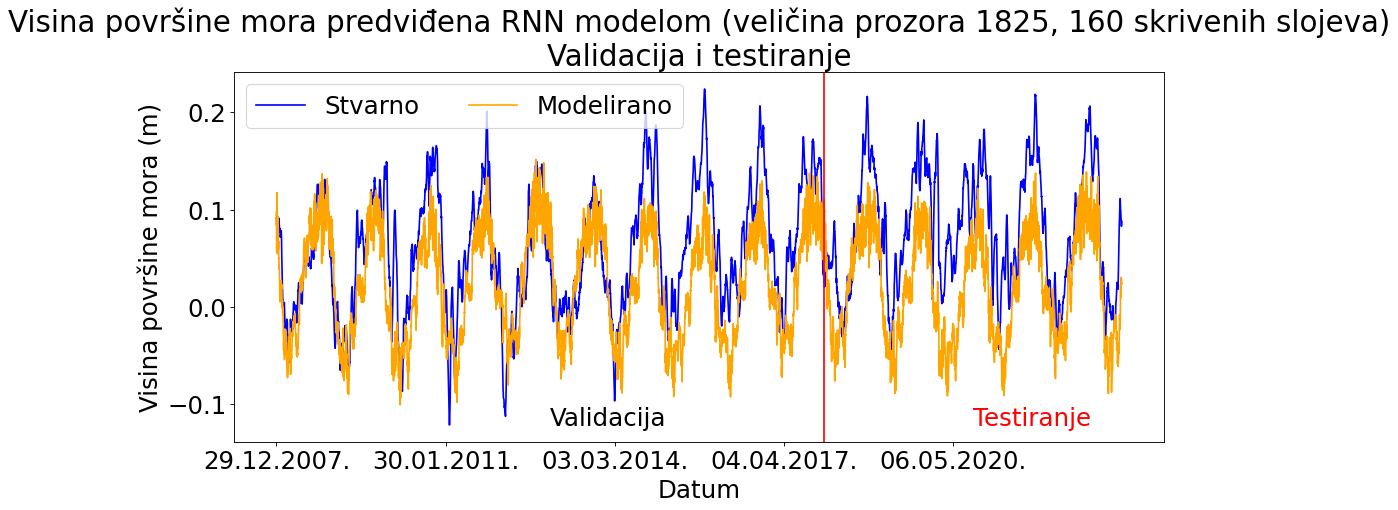 Visina površine mora predviđena RNN modelom (veličina prozora 1825, 160 skrivenih slojeva)
Validacija i testiranje
Stvarno
Modelirano
Visina površine mora (m)
0.2
0.1
0.0
−0.1
Validacija
Testiranje
29.12.2007.
30.01.2011.
03.03.2014.
04.04.2017.
06.05.2020.
Datum